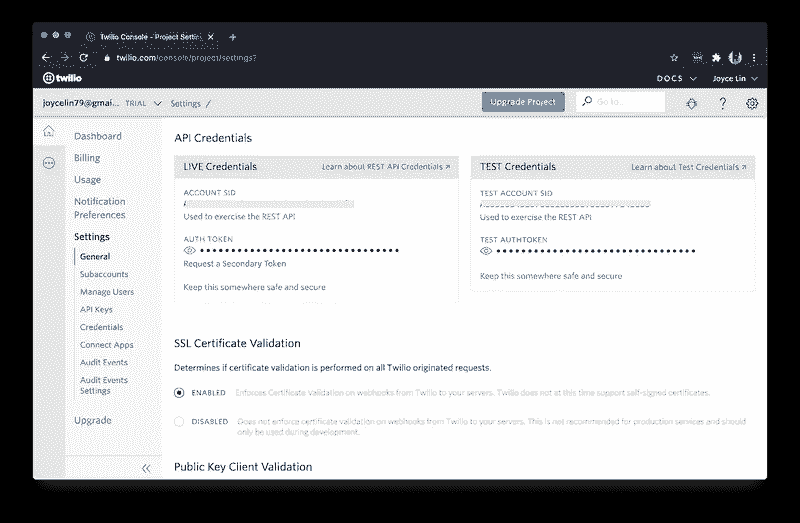 Twilio Console - Project Settin
twilio.com/console/project/settings?
twilio
DOCS
Joyce Lin
joycelin79@gmai... TRIAL
Settings /
Upgrade Project
Go to...
Dashboard
Billing
Usage
Notification
Preferences
Settings
General
Subaccounts
Manage Users
API Keys
Credentials
Connect Apps
Audit Events
Audit Events
Settings
Upgrade
API Credentials
LIVE Credentials
Learn about REST API Credentials
ACCOUNT SID
Used to exercise the REST API
AUTH TOKEN
Request a Secondary Token
Keep this somewhere safe and secure
TEST Credentials
Learn about Test Credentials
TEST ACCOUNT SID
Used to exercise the REST API
TEST AUTHTOKEN
Keep this somewhere safe and secure
SSL Certificate Validation
Determines if certificate validation is performed on all Twilio originated requests.
ENABLED
Enforces Certificate Validation on webhooks from Twilio to your servers. Twilio does not at this time support self-signed certificates.
DISABLED
Does not enforce certificate validation on webhooks from Twilio to your servers. This is not recommended for production services and should
only be used during development.
Public Key Client Validation